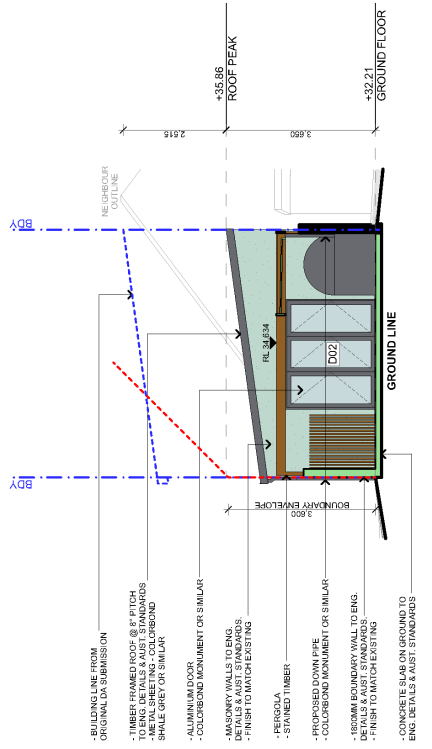 BDY
BDY
NEIGHBOUR
OUTLINE
+35.86
ROOF PEAK
+32.21
GROUND FLOOR
2,515
3,650
RL 34.634
D02
GROUND LINE
BOUNDARY ENVELOPE
3,600
- BUILDING LINE FROM
ORIGINAL DA SUBMISSION
- TIMBER FRAMED ROOF @ 8° PITCH
TO ENG. DETAILS & AUST. STANDARDS
- METAL SHEETING - COLORBOND
SHALE GREY OR SIMILAR
- ALUMINIUM DOOR
- COLORBOND MONUMENT OR SIMILAR
- MASONRY WALLS TO ENG.
DETAILS & AUST. STANDARDS.
- FINISH TO MATCH EXISTING
- PERGOLA
- STAINED TIMBER
- PROPOSED DOWN PIPE
- COLORBOND MONUMENT OR SIMILAR
- 1800MM BOUNDARY WALL TO ENG.
DETAILS & AUST. STANDARDS.
- FINISH TO MATCH EXISTING
- CONCRETE SLAB ON GROUND TO
ENG. DETAILS & AUST. STANDARDS